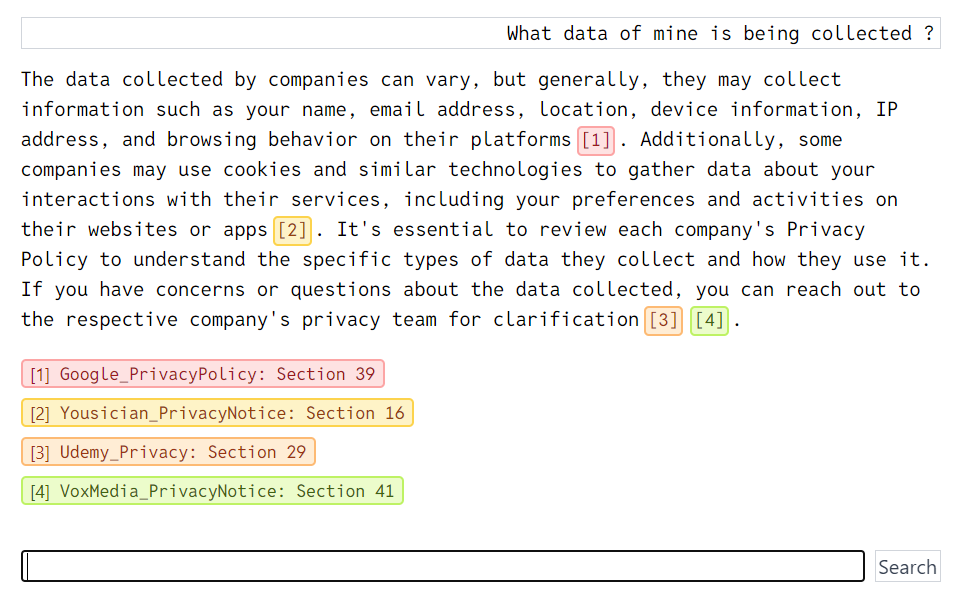 What data of mine is being collected ?
The data collected by companies can vary, but generally, they may collect
information such as your name, email address, location, device information, IP
address, and browsing behavior on their platforms [1]. Additionally, some
companies may use cookies and similar technologies to gather data about your
interactions with their services, including your preferences and activities on
their websites or apps [2]. It's essential to review each company's Privacy
Policy to understand the specific types of data they collect and how they use it.
If you have concerns or questions about the data collected, you can reach out to
the respective company's privacy team for clarification [3] [4].
[1] Google_PrivacyPolicy: Section 39
[2] Yousician_PrivacyNotice: Section 16
[3] Udemy_Privacy: Section 29
[4] VoxMedia_PrivacyNotice: Section 41
Search